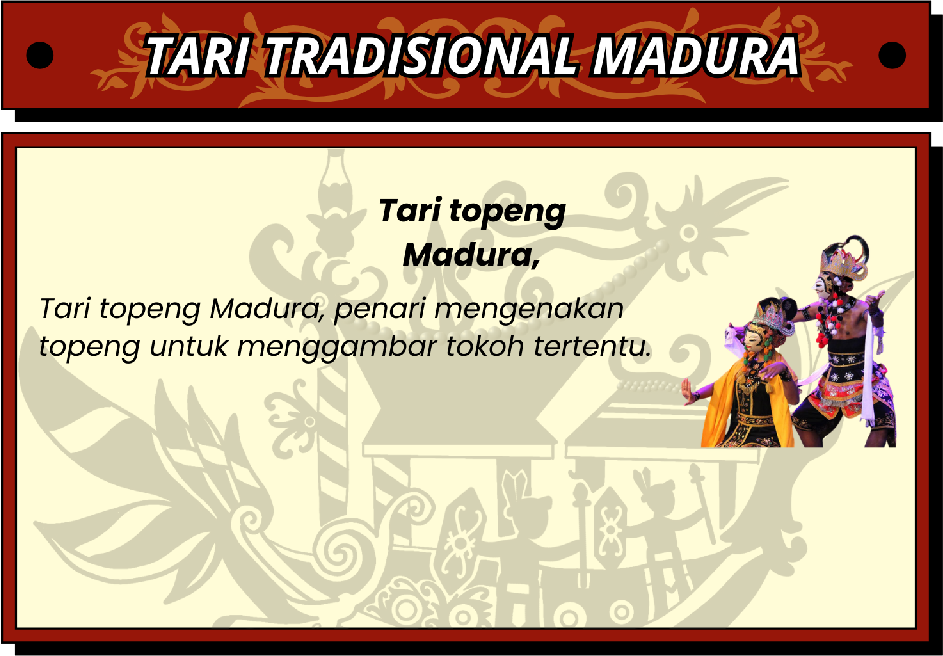 TARI TRADISIONAL MADURA
Tari topeng
Madura,
Tari topeng Madura, penari mengenakan
topeng untuk menggambar tokoh tertentu.